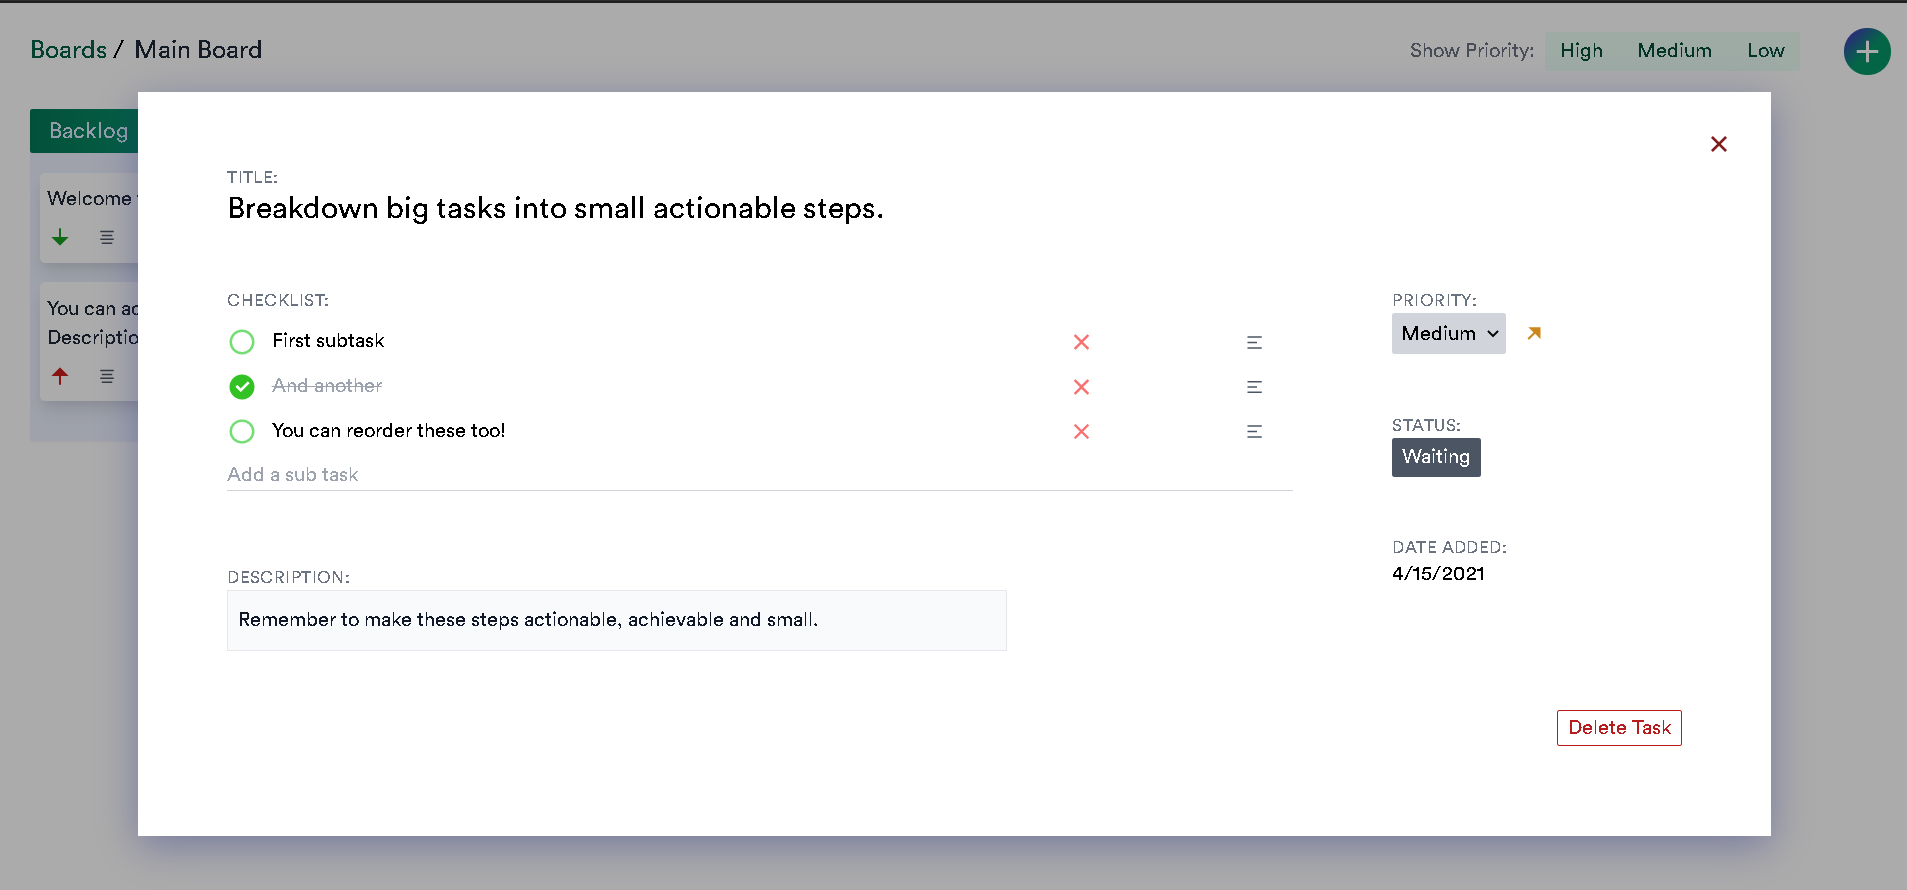 Boards / Main Board
Show Priority: High Medium Low
Backlog
Welcome
You can
Descriptio
TITLE:
Breakdown big tasks into small actionable steps.
CHECKLIST:
First subtask
And another
You can reorder these too!
Add a sub task
DESCRIPTION:
Remember to make these steps actionable, achievable and small.
PRIORITY:
Medium
STATUS:
Waiting
DATE ADDED:
4/15/2021
Delete Task